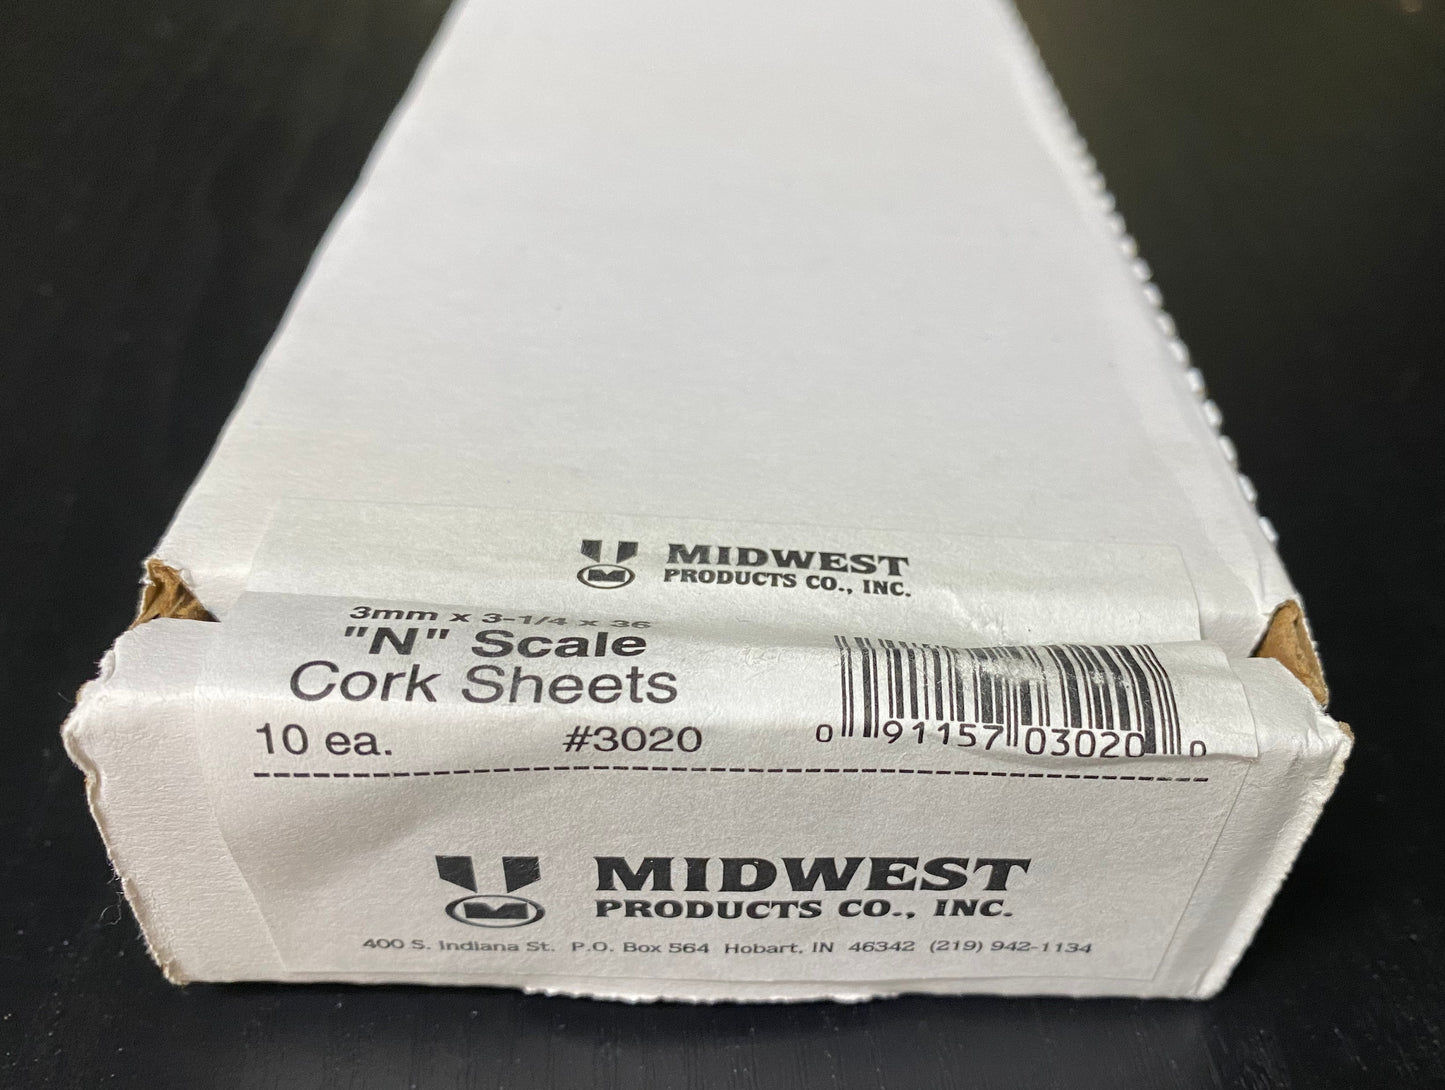 MIDWEST
PRODUCTS CO., INC.
3mm x 3-1/4 x 36
"N" Scale
Cork Sheets
10 ea. #3020
0 91157 03020 0
MIDWEST
PRODUCTS CO., INC.
400 S. Indiana St. P.O. Box 564 Hobart, IN 46342 (219) 942-1134